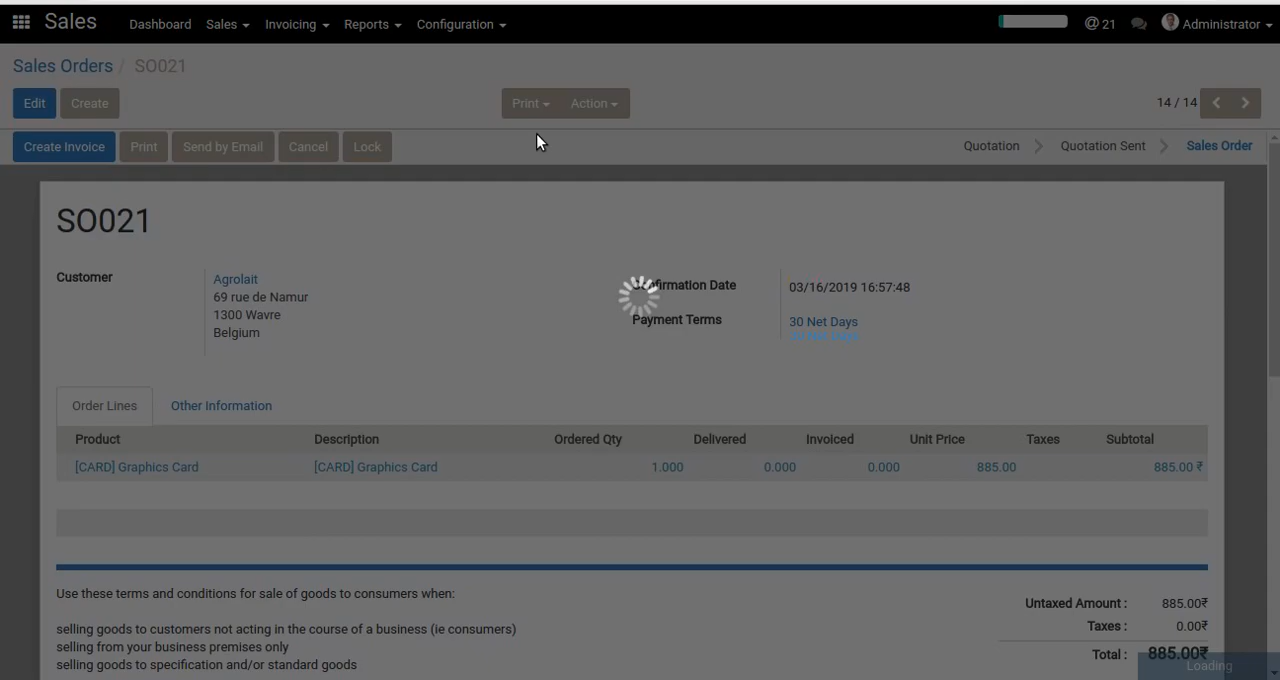 Sales Dashboard Sales Invoicing Reports Configuration @ 21 Administrator
Sales Orders / SO021
Edit Create Print Action 14 / 14
Create Invoice Print Send by Email Cancel Lock Quotation Quotation Sent Sales Order
SO021
Customer Agrolait
69 rue de Namur
1300 Wavre
Belgium
Confirmation Date 03/16/2019 16:57:48
Payment Terms 30 Net Days
30 Net Days
Order Lines Other Information
Product Description Ordered Qty Delivered Invoiced Unit Price Taxes Subtotal
[CARD] Graphics Card [CARD] Graphics Card 1.000 0.000 0.000 885.00 885.00 ₹
Use these terms and conditions for sale of goods to consumers when:
selling goods to customers not acting in the course of a business (ie consumers)
selling from your business premises only
selling goods to specification and/or standard goods
Untaxed Amount : 885.00₹
Taxes : 0.00₹
Total : 885.00₹
Loading